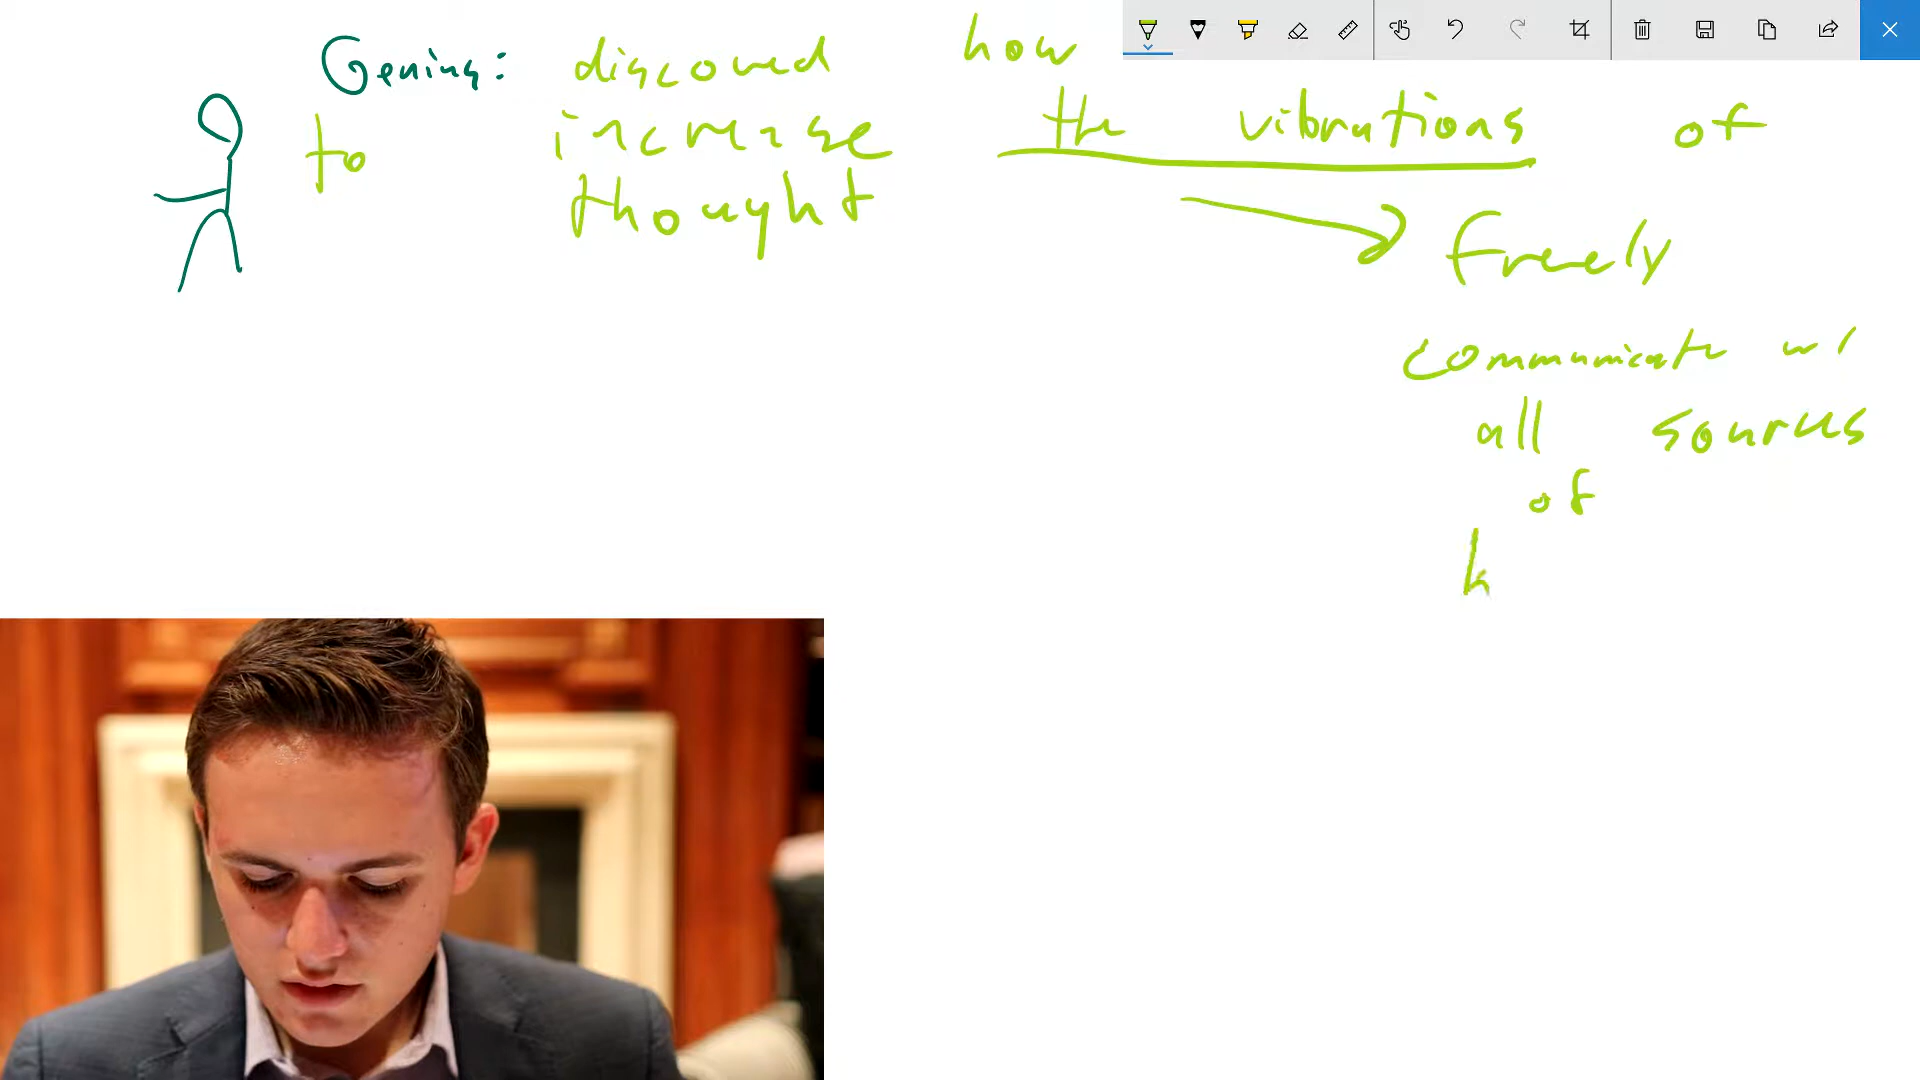 Genius: discovered how
to increase the vibrations of
thought
freely
communicate w/
all sources
of
k